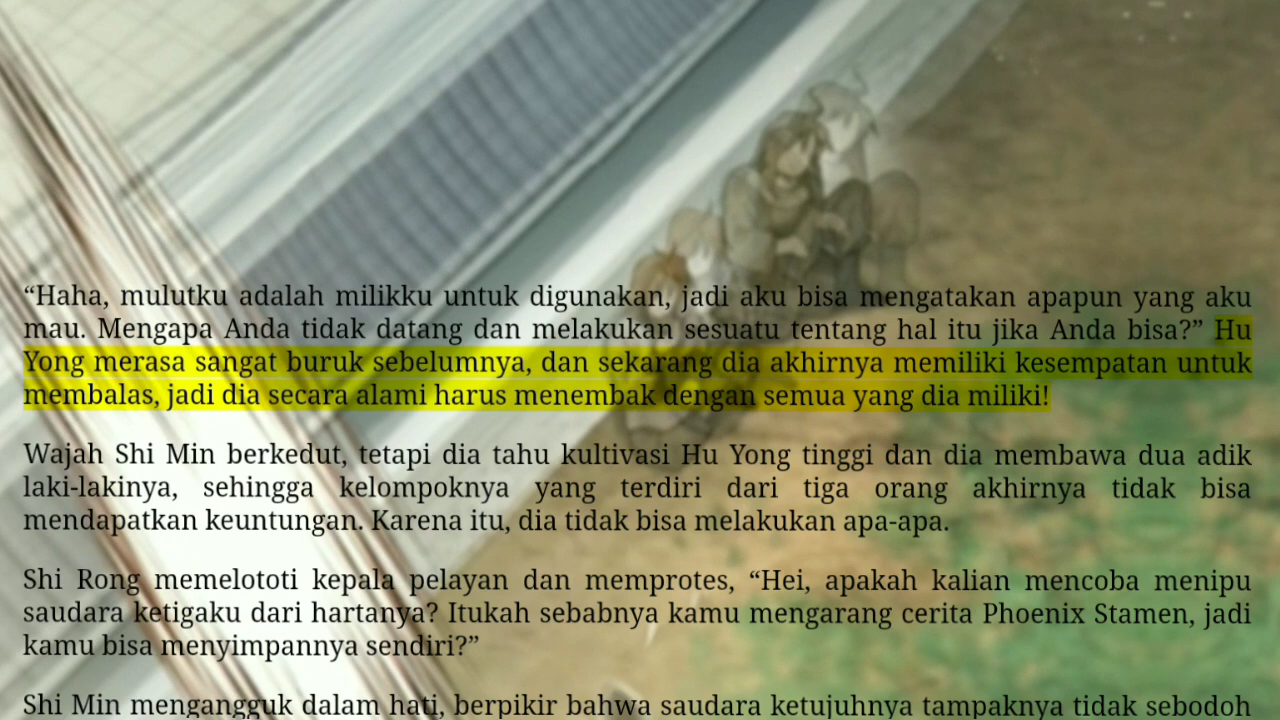 “Haha, mulutku adalah milikku untuk digunakan, jadi aku bisa mengatakan apapun yang aku
mau. Mengapa Anda tidak datang dan melakukan sesuatu tentang hal itu jika Anda bisa?” Hu
Yong merasa sangat buruk sebelumnya, dan sekarang dia akhirnya memiliki kesempatan untuk
membalas, jadi dia secara alami harus menembak dengan semua yang dia miliki!
Wajah Shi Min berkedut, tetapi dia tahu kultivasi Hu Yong tinggi dan dia membawa dua adik
laki-lakinya, sehingga kelompoknya yang terdiri dari tiga orang akhirnya tidak bisa
mendapatkan keuntungan. Karena itu, dia tidak bisa melakukan apa-apa.
Shi Rong memelototi kepala pelayan dan memprotes, “Hei, apakah kalian mencoba menipu
saudara ketigaku dari hartanya? Itukah sebabnya kamu mengarang cerita Phoenix Stamen, jadi
kamu bisa menyimpannya sendiri?”
Shi Min mengangguk dalam hati, berpikir bahwa saudara ketujuhnya tampaknya tidak sebodoh